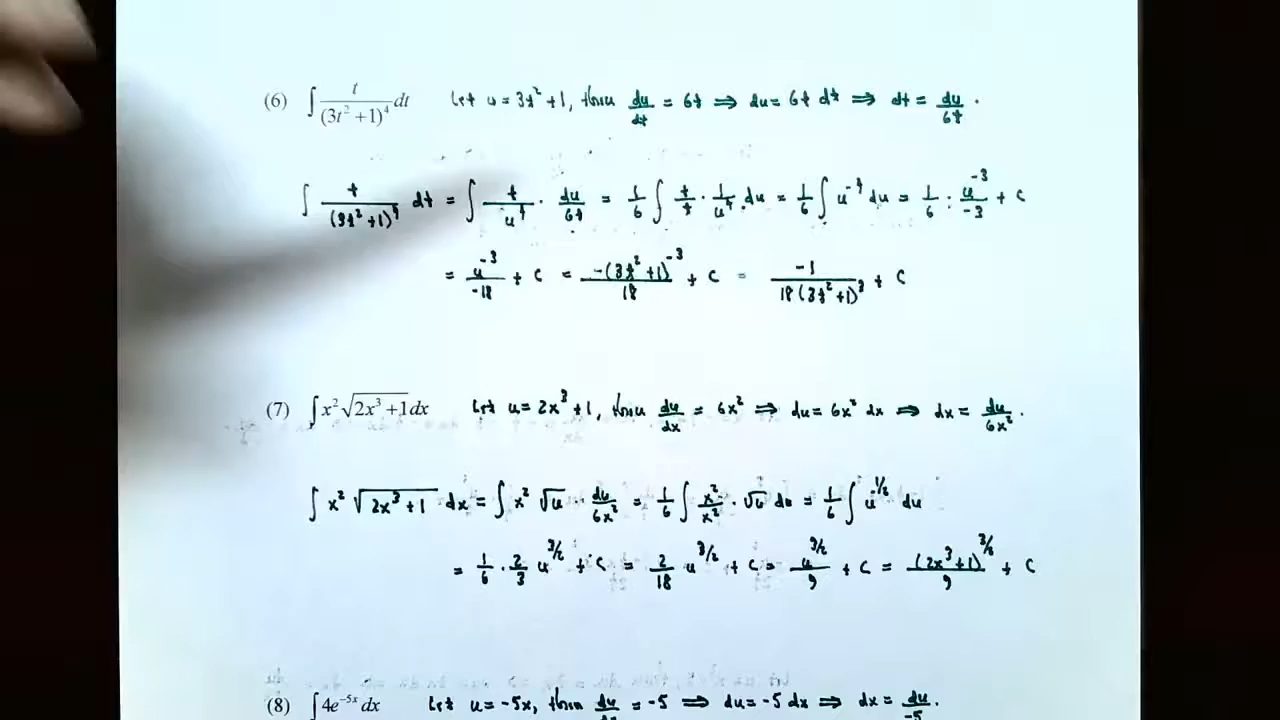 (6) ∫ t/(3t² + 1)⁴ dt Let u = 3t² + 1, then du/dt = 6t ⇒ du = 6t dt ⇒ dt = du/6t .
∫ t/(3t² + 1)⁴ dt = ∫ t/u⁴ · du/6t = 1/6 ∫ t/t · 1/u⁴ · du = 1/6 ∫ u⁻⁴ du = 1/6 · u⁻³/-3 + C
= u⁻³/-18 + C = -(3t² + 1)⁻³/18 + C = -1/18(3t² + 1)³ + C
(7) ∫ x² √(2x³ + 1) dx Let u = 2x³ + 1, then du/dx = 6x² ⇒ du = 6x² dx ⇒ dx = du/6x² .
∫ x² √(2x³ + 1) dx = ∫ x² √u · du/6x² = 1/6 ∫ x²/x² · √u du = 1/6 ∫ u^1/2 du
= 1/6 · 2/3 u^3/2 + C = 2/18 u^3/2 + C = u^3/2/9 + C = (2x³ + 1)^3/2/9 + C
(8) ∫ 4e⁻⁵ˣ dx Let u = -5x, then du/dx = -5 ⇒ du = -5 dx ⇒ dx = du/-5 .